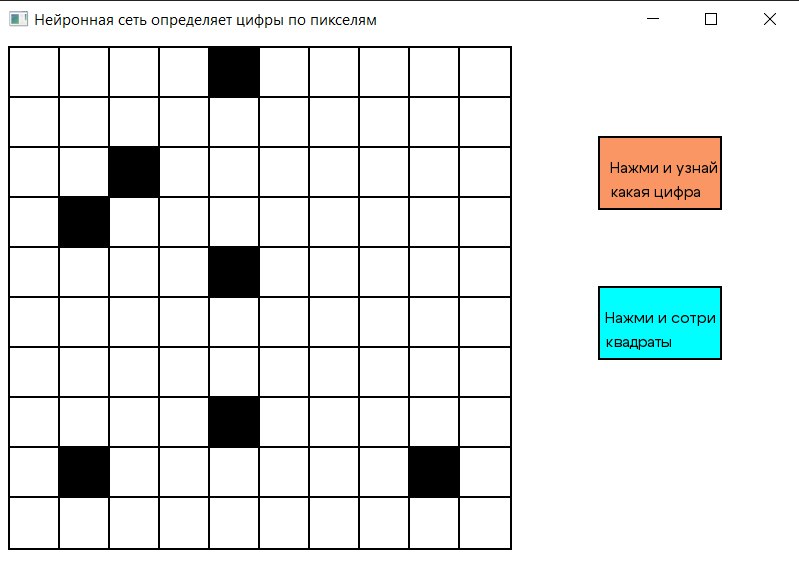 Нейронная сеть определяет цифры по пикселям
Нажми и узнай
какая цифра
Нажми и сотри
квадраты